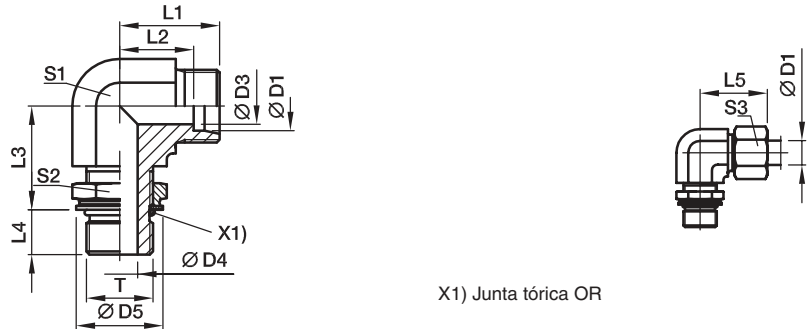 L1
L2
S1
Ø D3
Ø D1
L3
S2
L4
X1)
Ø D4
T
Ø D5
L5
S3
Ø D1
X1) Junta tórica OR